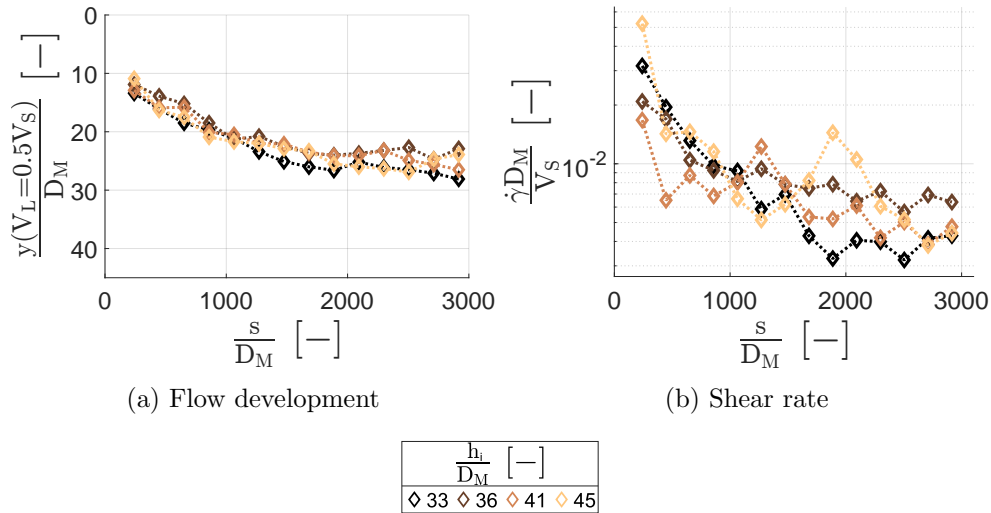 0
10
20
30
40
0
1000
2000
3000
y(V_L=0.5V_S)
D_M
[—]
s
D_M
[—]
(a) Flow development
10^-2
0
1000
2000
3000
γ̇D_M
V_S
[—]
s
D_M
[—]
(b) Shear rate
h_i
D_M
[—]
33 36 41 45